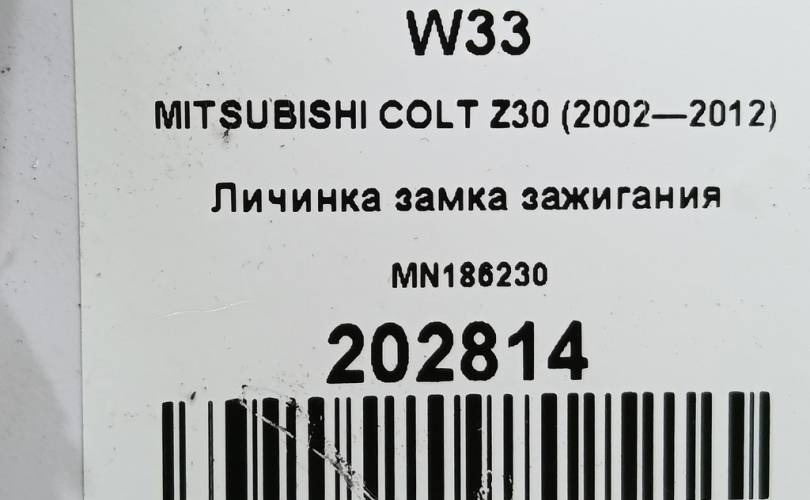 W33
MITSUBISHI COLT Z30 (2002—2012)
Личинка замка зажигания
MN186230
202814